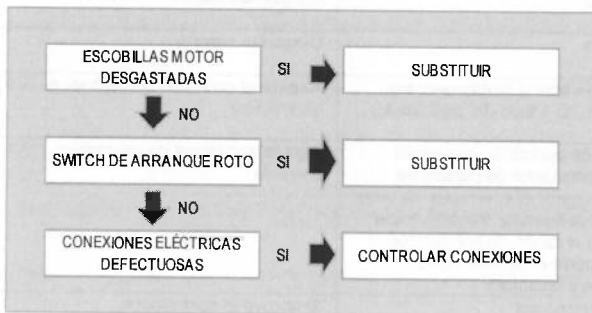 ESCOBILLAS MOTOR
DESGASTADAS
SI
SUBSTITUIR
NO
SWITCH DE ARRANQUE ROTO
SI
SUBSTITUIR
NO
CONEXIONES ELÉCTRICAS
DEFECTUOSAS
SI
CONTROLAR CONEXIONES